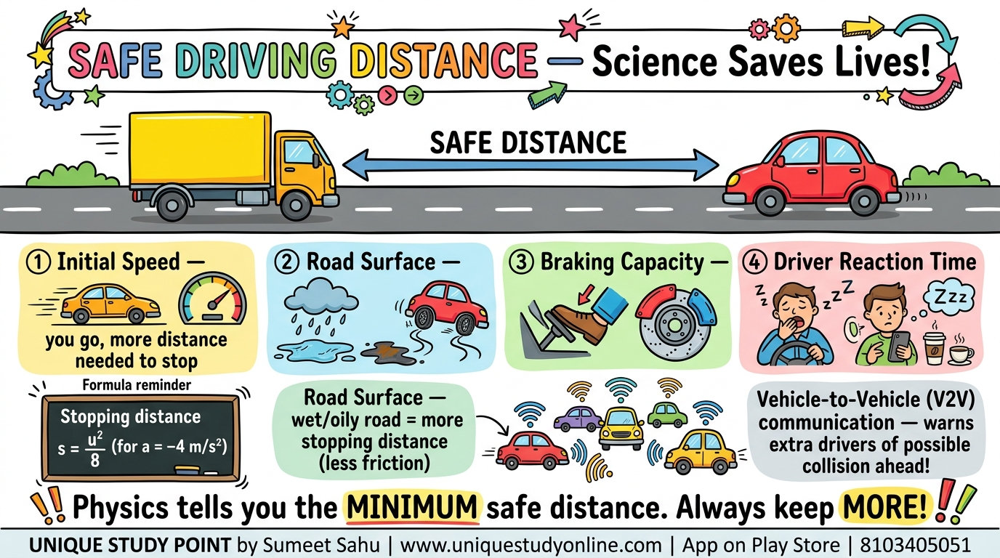 SAFE DRIVING DISTANCE — Science Saves Lives!
SAFE DISTANCE
① Initial Speed —
you go, more distance
needed to stop
② Road Surface —
③ Braking Capacity —
④ Driver Reaction Time
z z z
z z z
Zzz
Formula reminder
Stopping distance
s = u²/8 (for a = −4 m/s²)
Road Surface —
wet/oily road = more
stopping distance
(less friction)
Vehicle-to-Vehicle (V2V)
communication — warns
extra drivers of possible
collision ahead!
!! Physics tells you the MINIMUM safe distance. Always keep MORE! !!
UNIQUE STUDY POINT by Sumeet Sahu | www.uniquestudyonline.com | App on Play Store | 8103405051